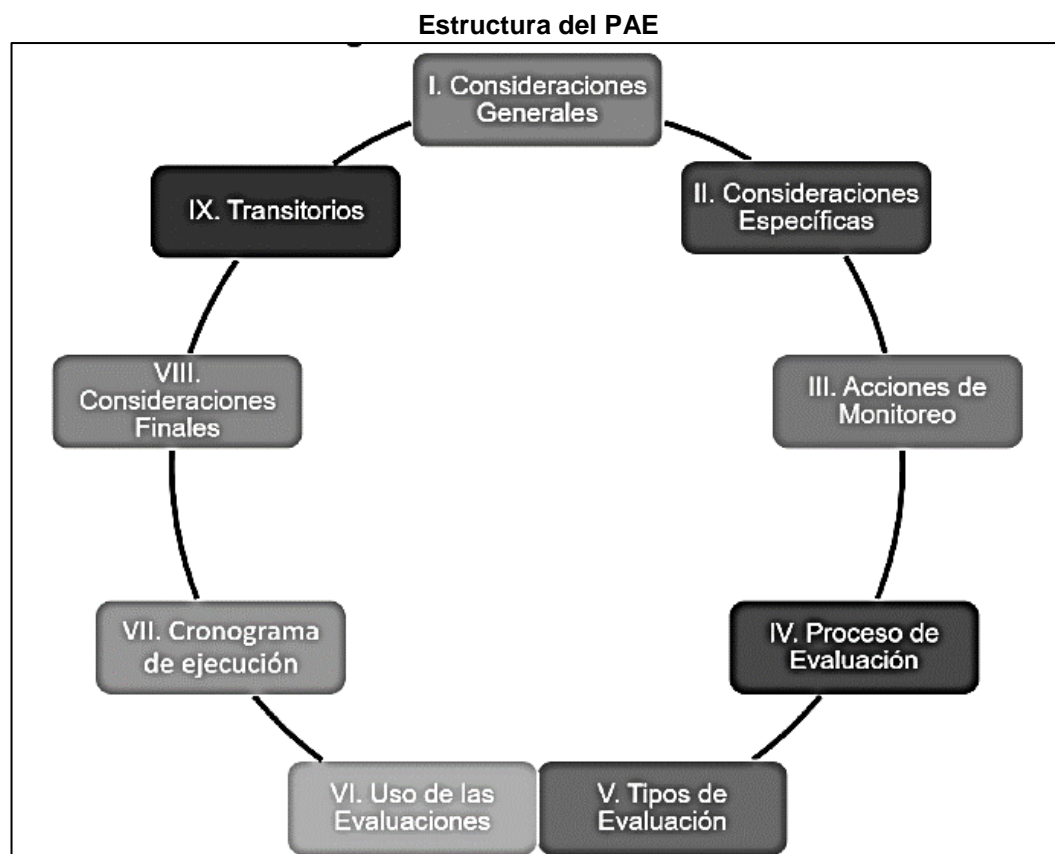 Estructura del PAE
I. Consideraciones
Generales
II. Consideraciones
Específicas
III. Acciones de
Monitoreo
IV. Proceso de
Evaluación
V. Tipos de
Evaluación
VI. Uso de las
Evaluaciones
VII. Cronograma
de ejecución
VIII.
Consideraciones
Finales
IX. Transitorios